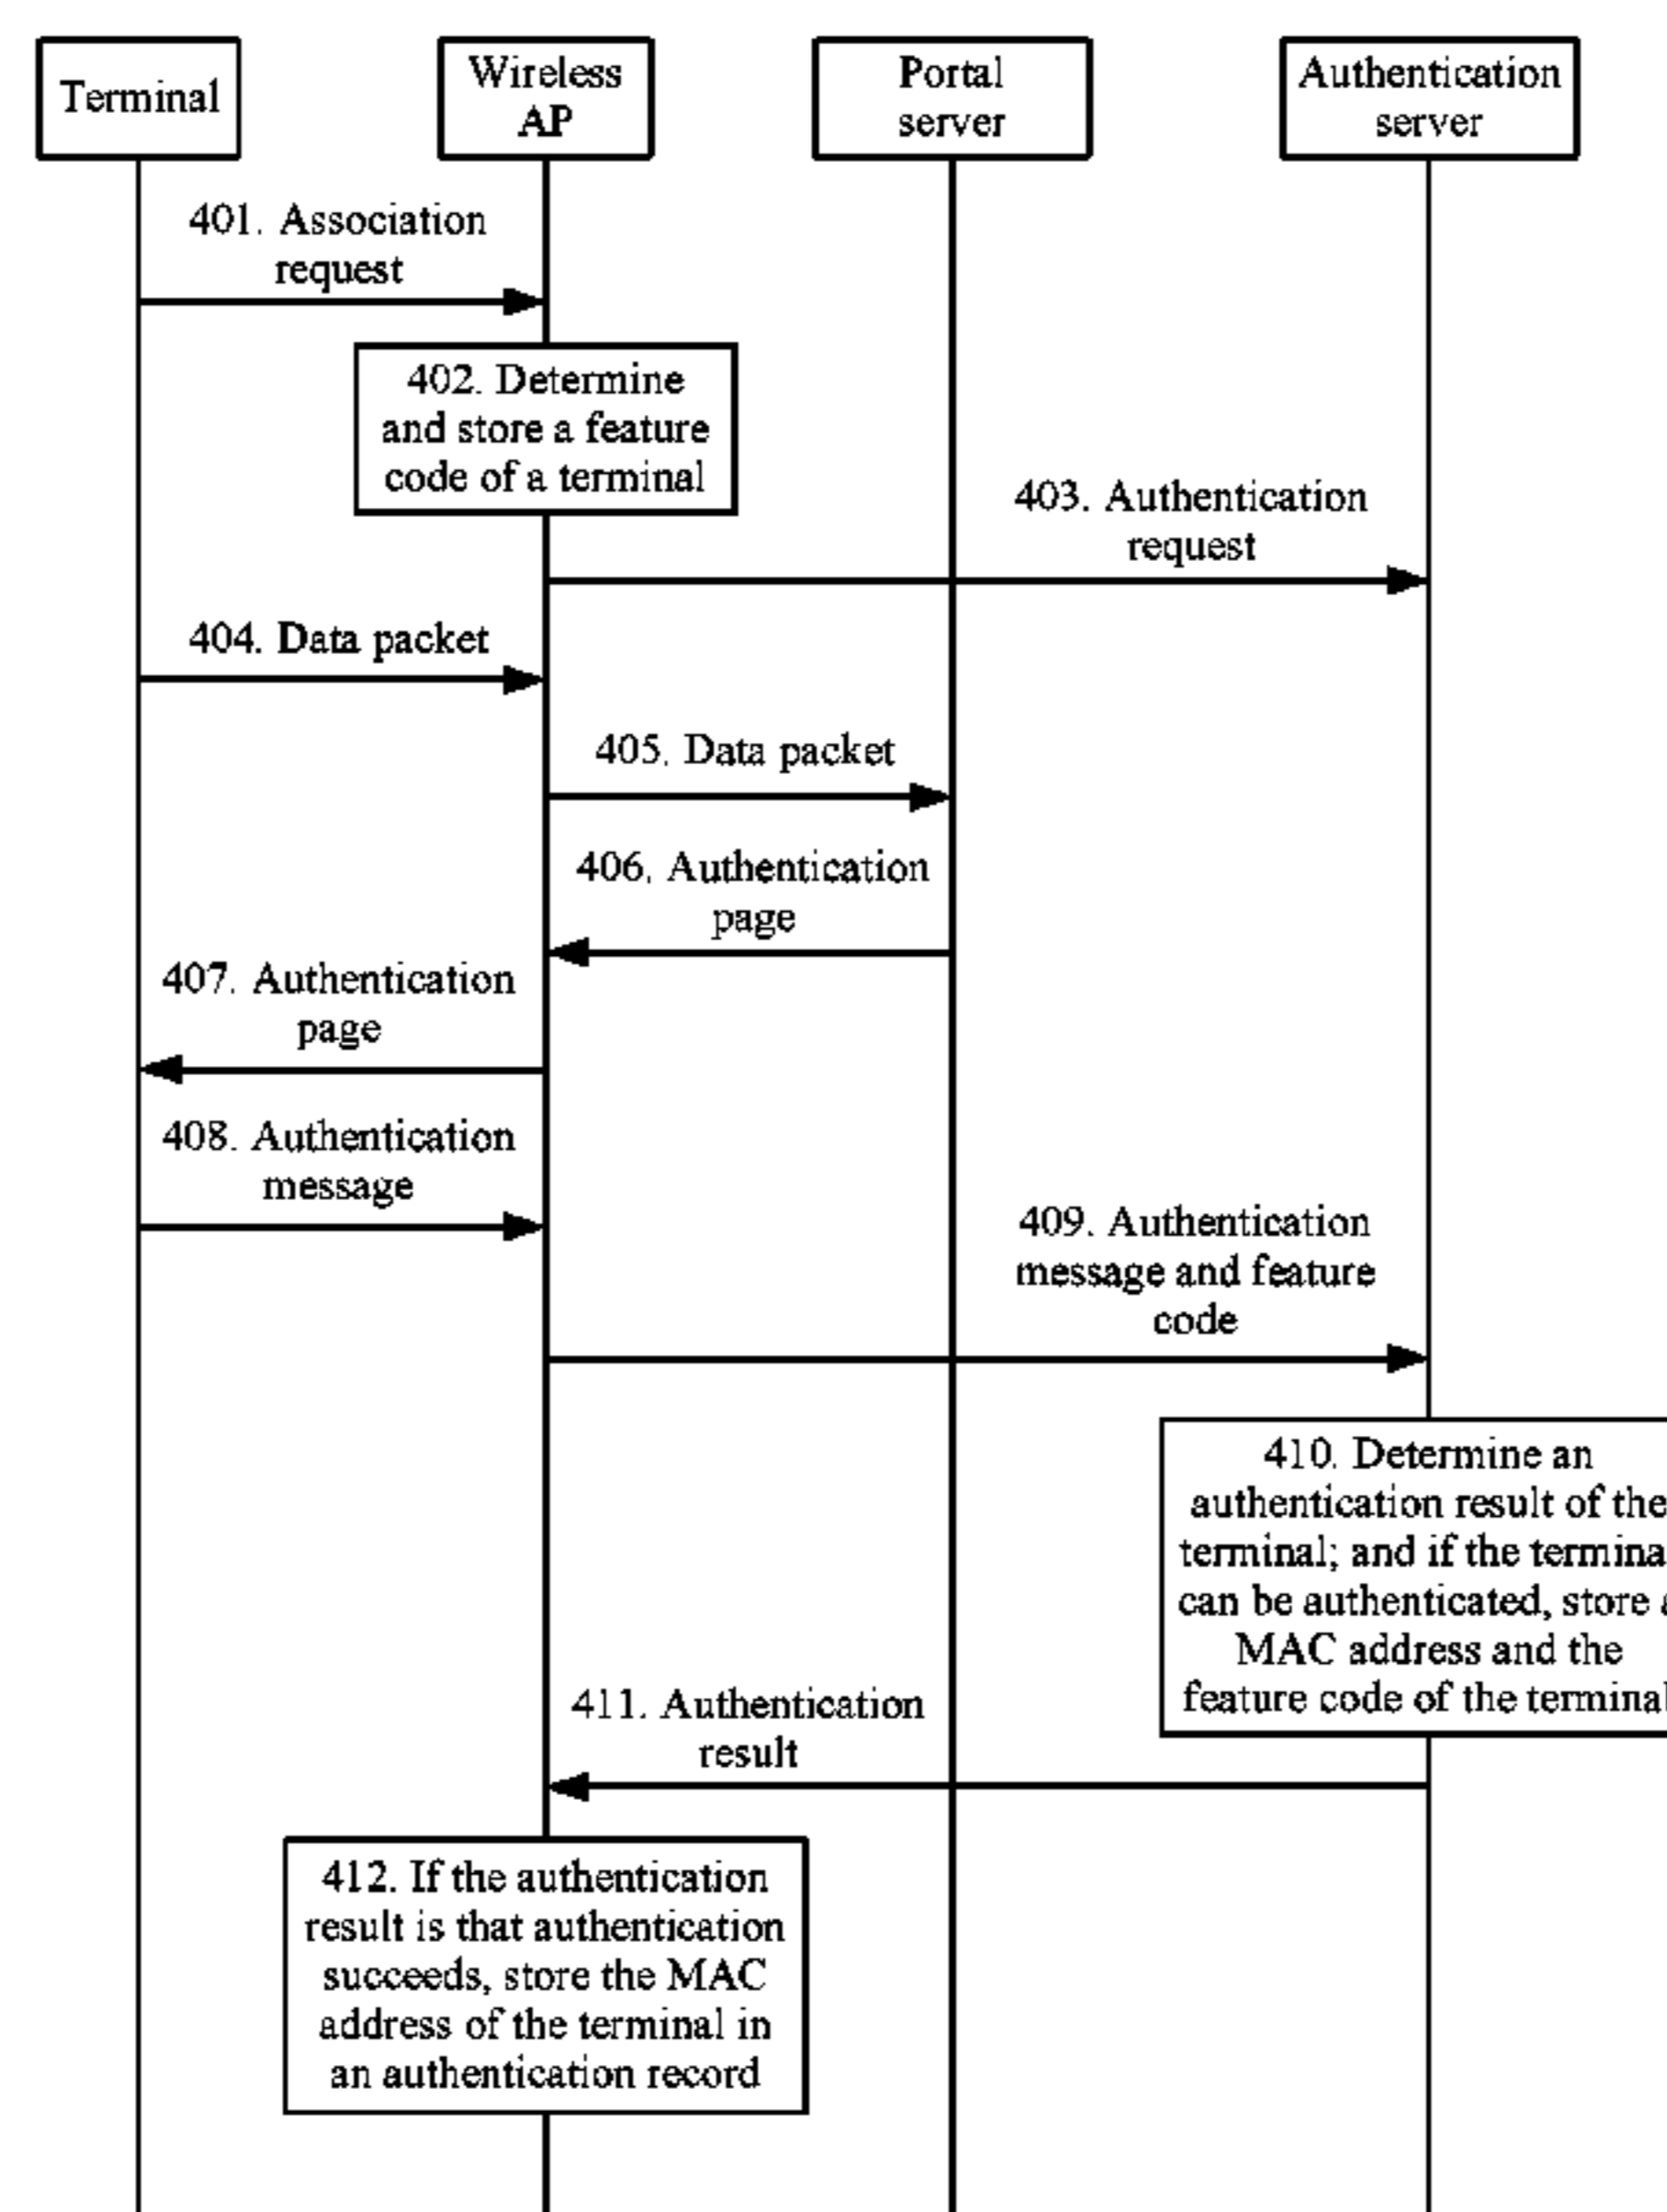 Terminal
Wireless
AP
Portal
server
Authentication
server
401. Association
request
402. Determine
and store a feature
code of a terminal
403. Authentication
request
404. Data packet
405. Data packet
406. Authentication
page
407. Authentication
page
408. Authentication
message
409. Authentication
message and feature
code
410. Determine an
authentication result of the
terminal; and if the termina
can be authenticated, store
MAC address and the
feature code of the terminal
411. Authentication
result
412. If the authentication
result is that authentication
succeeds, store the MAC
address of the terminal in
an authentication record